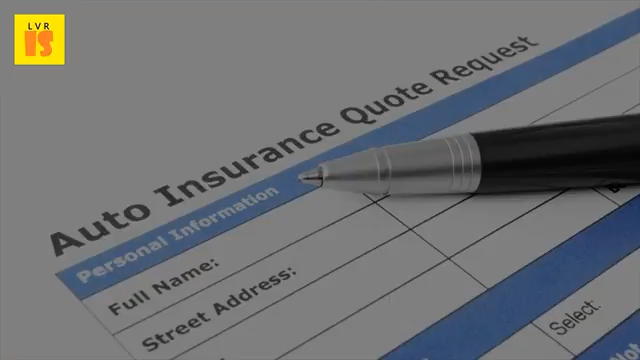 LVR
IS
Auto Insurance Quote Request
Personal Information
Full Name:
Street Address:
Select: